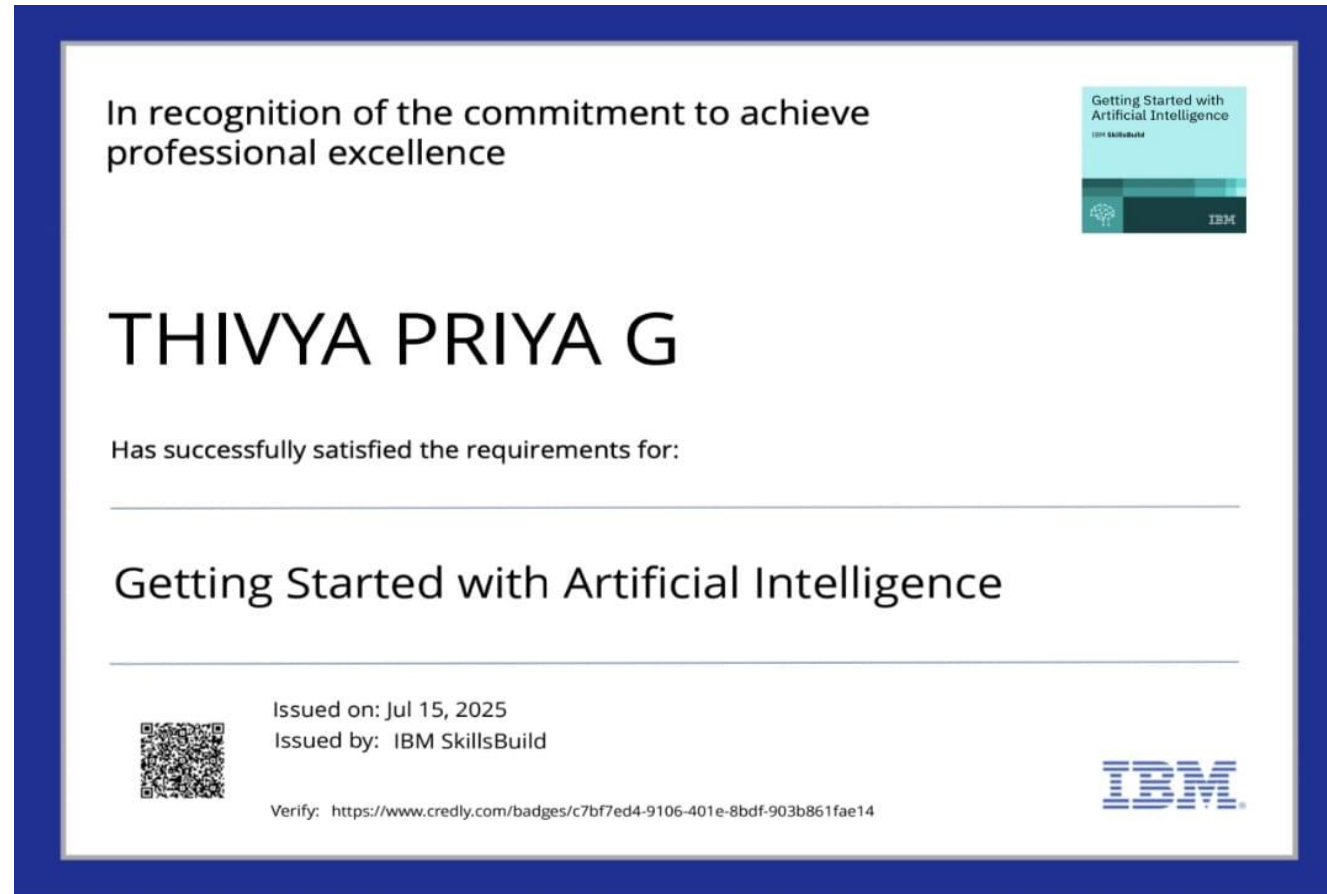 In recognition of the commitment to achieve
professional excellence
Getting Started with
Artificial Intelligence
IBM SkillsBuild
IBM
THIVYA PRIYA G
Has successfully satisfied the requirements for:
Getting Started with Artificial Intelligence
Issued on: Jul 15, 2025
Issued by: IBM SkillsBuild
Verify: https://www.credly.com/badges/c7bf7ed4-9106-401e-8bdf-903b861fae14
IBM